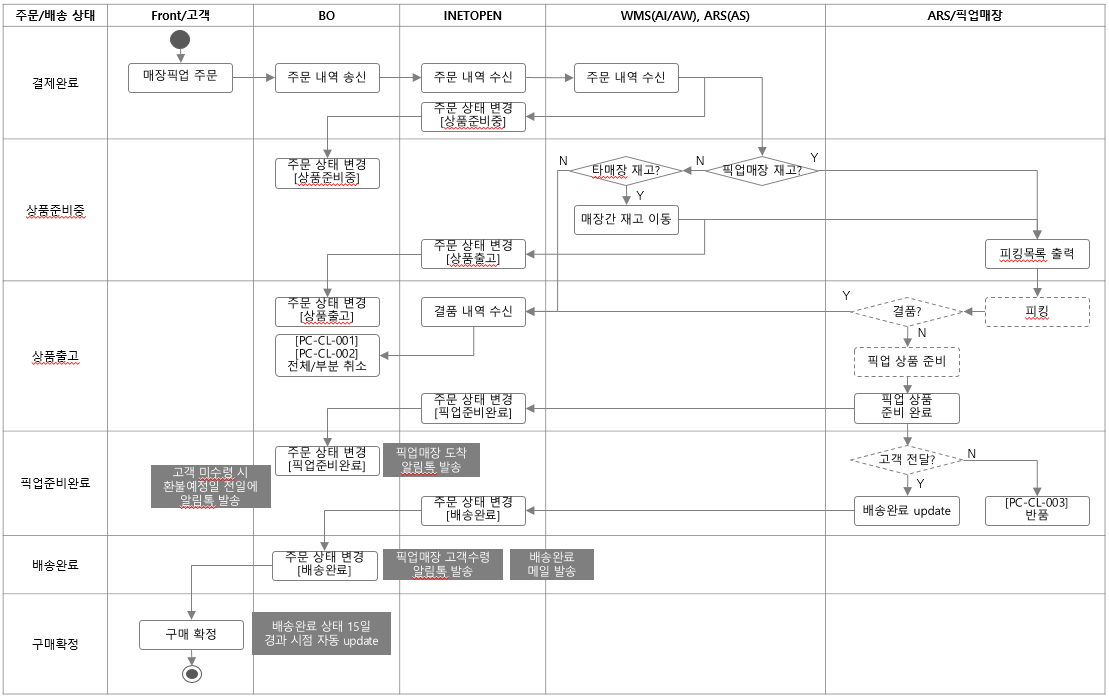 주문/배송 상태
Front/고객
BO
INETOPEN
WMS(AI/AW), ARS(AS)
ARS/픽업매장
결제완료
매장픽업 주문
주문 내역 송신
주문 내역 수신
주문 내역 수신
주문 상태 변경
[상품준비중]
상품준비중
주문 상태 변경
[상품준비중]
N
타매장 재고?
N
픽업매장 재고?
Y
Y
매장간 재고 이동
주문 상태 변경
[상품출고]
피킹목록 출력
상품출고
주문 상태 변경
[상품출고]
결품 내역 수신
Y
결품?
피킹
N
[PC-CL-001]
[PC-CL-002]
전체/부분 취소
픽업 상품 준비
주문 상태 변경
[픽업준비완료]
픽업 상품
준비 완료
픽업준비완료
고객 미수령 시
환불예정일 전일에
알림톡 발송
주문 상태 변경
[픽업준비완료]
픽업매장 도착
알림톡 발송
고객 전달?
N
Y
주문 상태 변경
[배송완료]
배송완료 update
[PC-CL-003]
반품
배송완료
주문 상태 변경
[배송완료]
픽업매장 고객수령
알림톡 발송
배송완료
메일 발송
구매확정
구매 확정
배송완료 상태 15일
경과 시점 자동 update